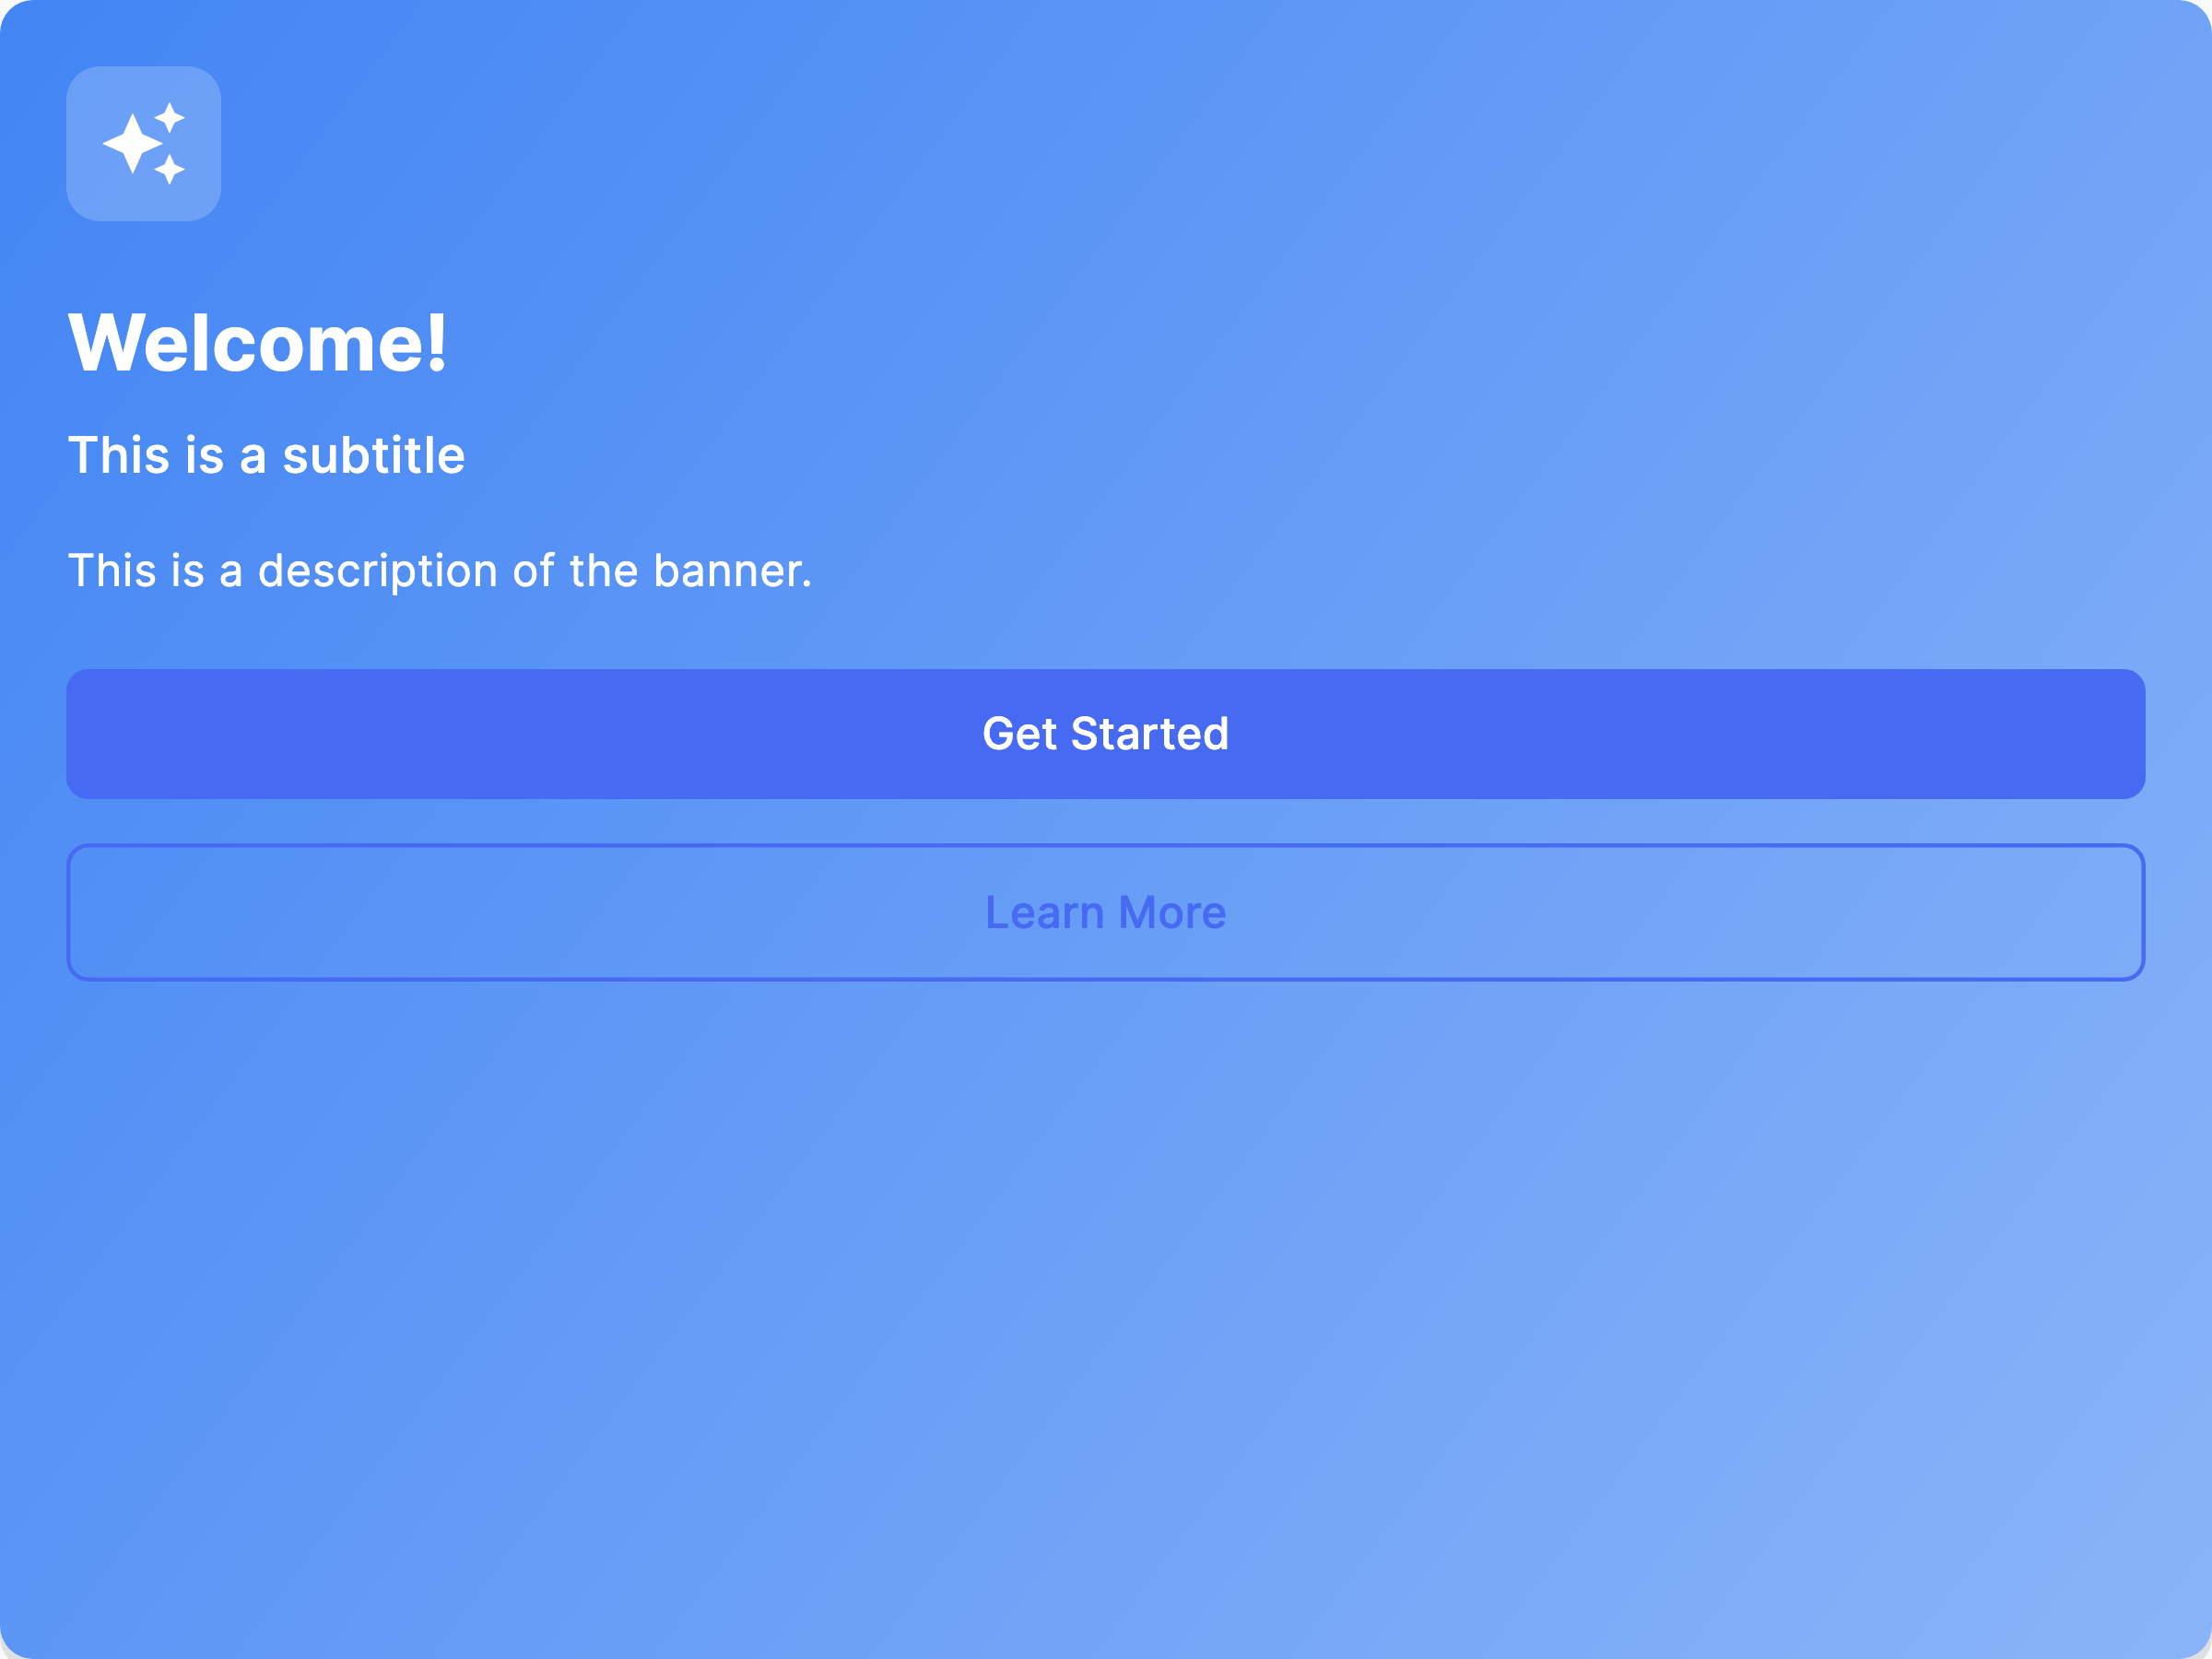 Welcome!
This is a subtitle
This is a description of the banner.
Get Started
Learn More